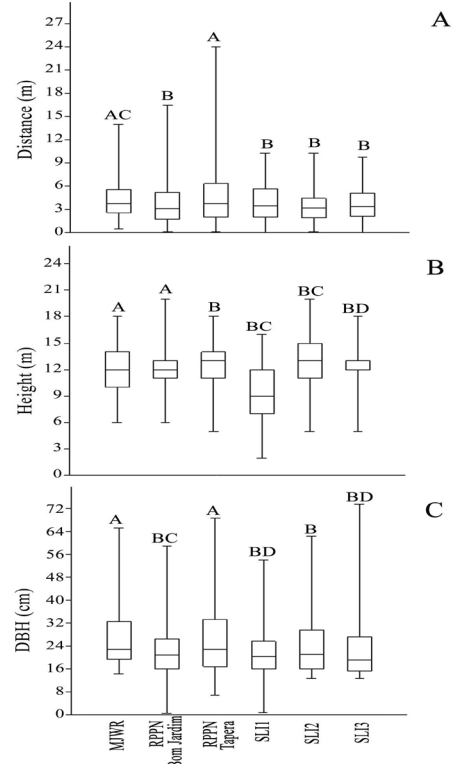 A
Distance (m)
27
24
21
18
15
12
9
6
3
0
AC
B
A
B
B
B
B
Height (m)
24
21
18
15
12
9
6
3
0
A
A
B
BC
BC
BD
C
DBH (cm)
72
64
56
48
40
32
24
16
8
0
A
BC
A
BD
B
BD
MJWR
RPPN
Bom Jardim
RPPN
Tapera
SLI1
SLI2
SLI3